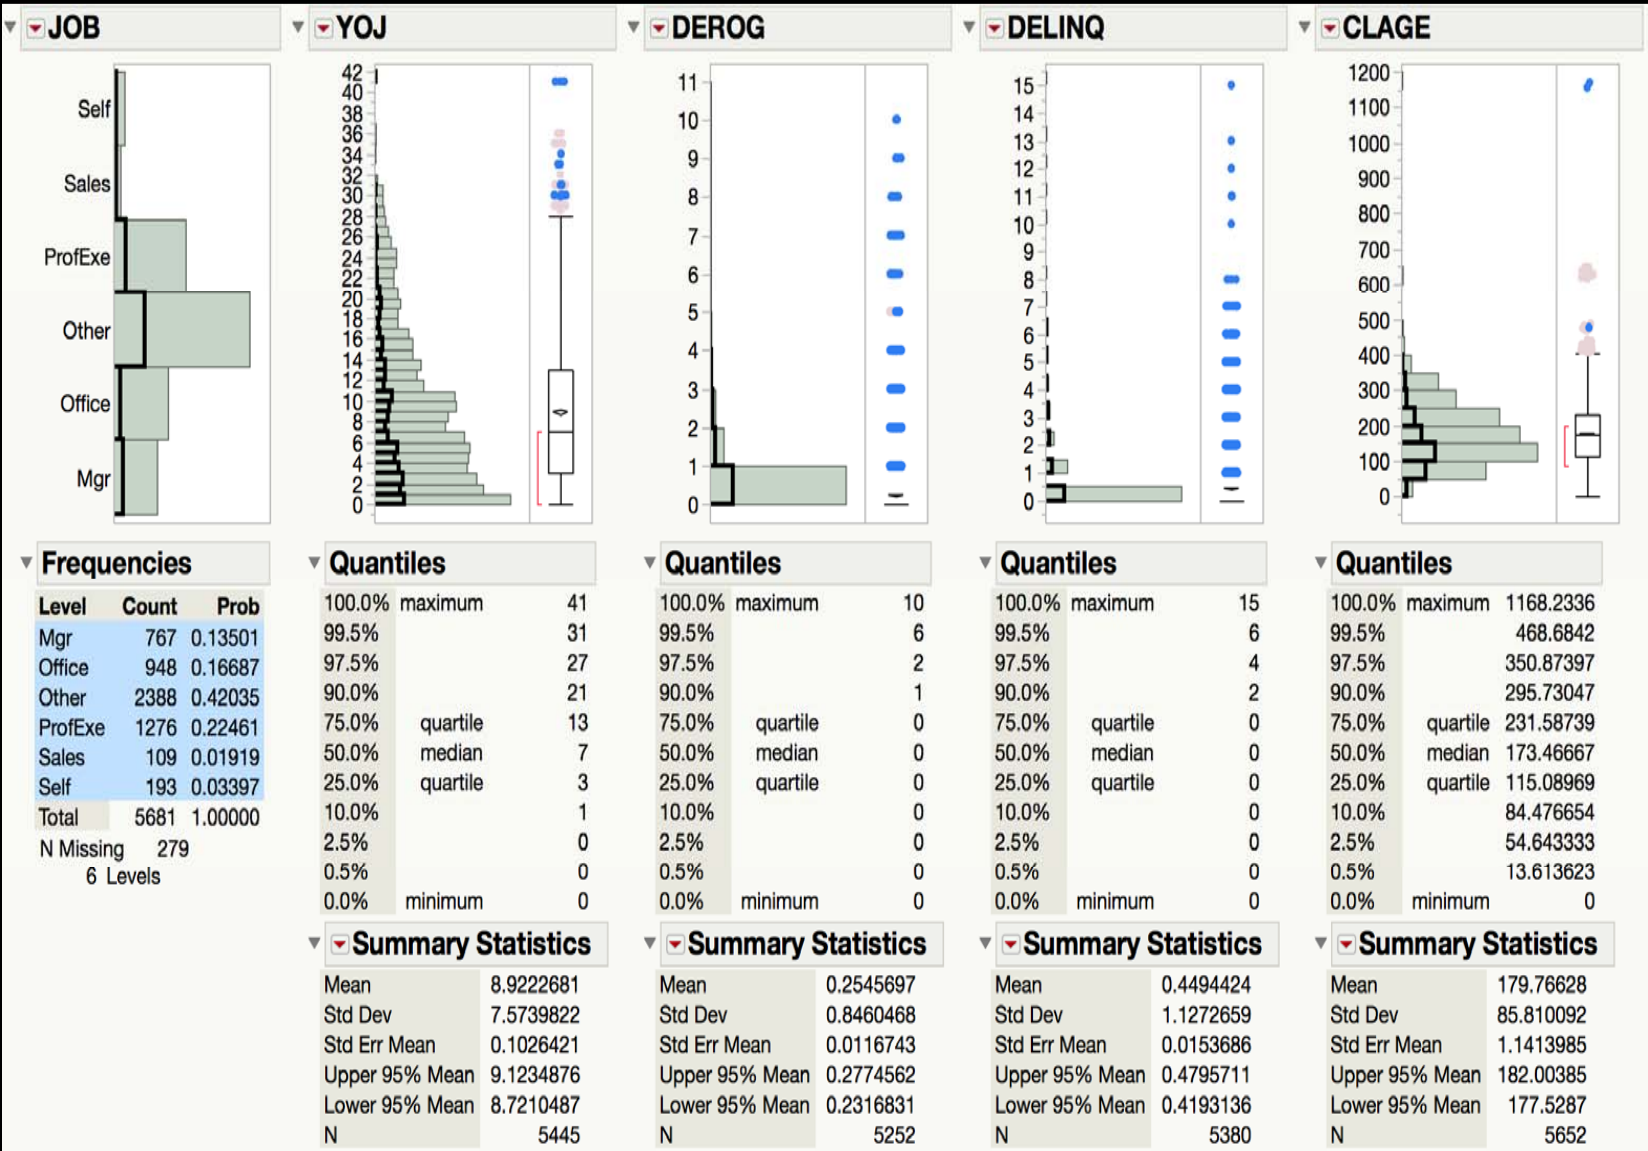 JOB
Self
Sales
ProfExe
Other
Office
Mgr
Frequencies
Level Count Prob
Mgr 767 0.13501
Office 948 0.16687
Other 2388 0.42035
ProfExe 1276 0.22461
Sales 109 0.01919
Self 193 0.03397
Total 5681 1.00000
N Missing 279
6 Levels
YOJ
42
40
38
36
34
32
30
28
26
24
22
20
18
16
14
12
10
8
6
4
2
0
Quantiles
100.0% maximum 41
99.5% 31
97.5% 27
90.0% 21
75.0% quartile 13
50.0% median 7
25.0% quartile 3
10.0% 1
2.5% 0
0.5% 0
0.0% minimum 0
Summary Statistics
Mean 8.9222681
Std Dev 7.5739822
Std Err Mean 0.1026421
Upper 95% Mean 9.1234876
Lower 95% Mean 8.7210487
N 5445
DEROG
11
10
9
8
7
6
5
4
3
2
1
0
Quantiles
100.0% maximum 10
99.5% 6
97.5% 2
90.0% 1
75.0% quartile 0
50.0% median 0
25.0% quartile 0
10.0% 0
2.5% 0
0.5% 0
0.0% minimum 0
Summary Statistics
Mean 0.2545697
Std Dev 0.8460468
Std Err Mean 0.0116743
Upper 95% Mean 0.2774562
Lower 95% Mean 0.2316831
N 5252
DELINQ
15
14
13
12
11
10
9
8
7
6
5
4
3
2
1
0
Quantiles
100.0% maximum 15
99.5% 6
97.5% 4
90.0% 2
75.0% quartile 0
50.0% median 0
25.0% quartile 0
10.0% 0
2.5% 0
0.5% 0
0.0% minimum 0
Summary Statistics
Mean 0.4494424
Std Dev 1.1272659
Std Err Mean 0.0153686
Upper 95% Mean 0.4795711
Lower 95% Mean 0.4193136
N 5380
CLAGE
1200
1100
1000
900
800
700
600
500
400
300
200
100
0
Quantiles
100.0% maximum 1168.2336
99.5% 468.6842
97.5% 350.87397
90.0% 295.73047
75.0% quartile 231.58739
50.0% median 173.46667
25.0% quartile 115.08969
10.0% 84.476654
2.5% 54.643333
0.5% 13.613623
0.0% minimum 0
Summary Statistics
Mean 179.76628
Std Dev 85.810092
Std Err Mean 1.1413985
Upper 95% Mean 182.00385
Lower 95% Mean 177.5287
N 5652